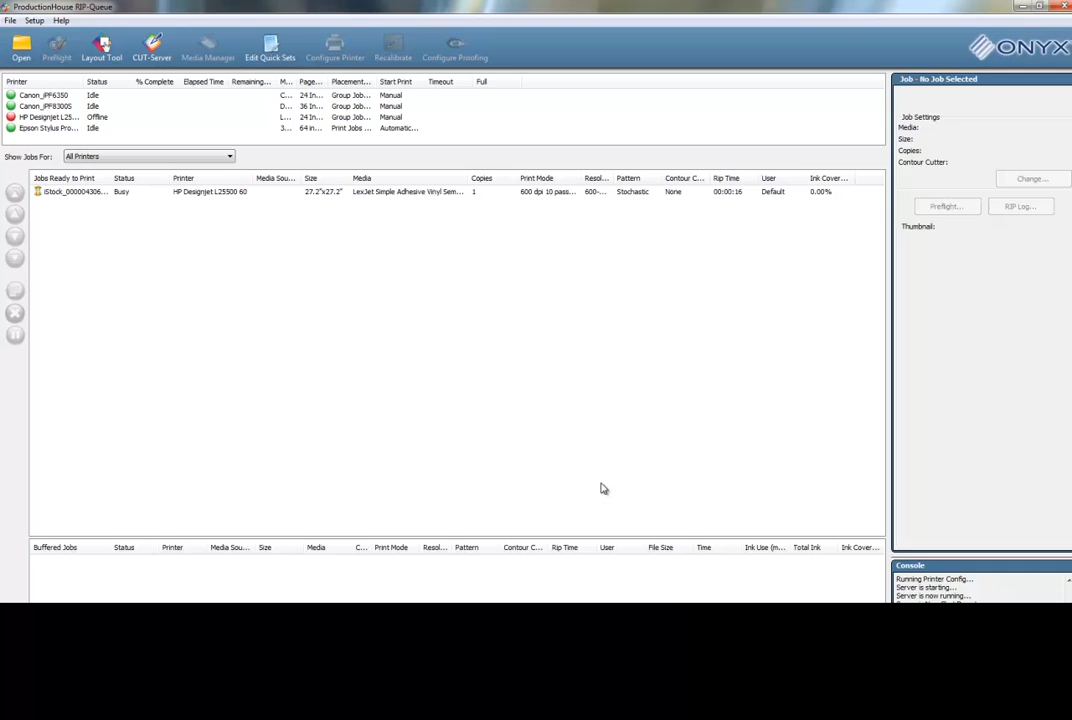 ProductionHouse RIP-Queue
File Setup Help
Open Preflight Layout Tool CUT-Server Media Manager Edit Quick Sets Configure Printer Recalibrate Configure Proofing
ONYX
Printer Status % Complete Elapsed Time Remaining... M... Page... Placement... Start Print Timeout Full
Canon_iPF6350 Idle C... 24 In... Group Job... Manual
Canon_iPF8300S Idle D... 36 In... Group Job... Manual
HP Designjet L25... Offline L... 24 In... Group Job... Manual
Epson Stylus Pro... Idle 3... 64 in... Print Jobs ... Automatic...
Show Jobs For: All Printers
Jobs Ready to Print Status Printer Media Sou... Size Media Copies Print Mode Resol... Pattern Contour C... Rip Time User Ink Cover...
iStock_000004306... Busy HP Designjet L25500 60 27.2"x27.2" LexJet Simple Adhesive Vinyl Sem... 1 600 dpi 10 pass... 600-... Stochastic None 00:00:16 Default 0.00%
Buffered Jobs Status Printer Media Sou... Size Media C... Print Mode Resol... Pattern Contour C... Rip Time User File Size Time Ink Use (m... Total Ink Ink Cover...
Job - No Job Selected
Job Settings
Media:
Size:
Copies:
Contour Cutter:
Change...
Preflight... RIP Log...
Thumbnail:
Console
Running Printer Config...
Server is starting...
Server is now running...